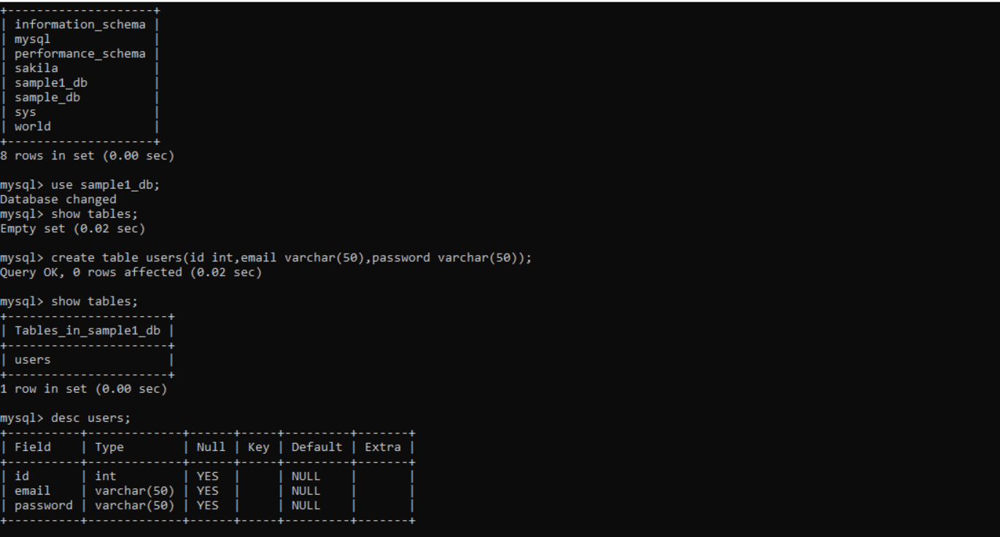 +--------------------+
| information_schema |
| mysql              |
| performance_schema |
| sakila             |
| sample1_db         |
| sample_db          |
| sys                |
| world              |
+--------------------+
8 rows in set (0.00 sec)

mysql> use sample1_db;
Database changed
mysql> show tables;
Empty set (0.02 sec)

mysql> create table users(id int,email varchar(50),password varchar(50));
Query OK, 0 rows affected (0.02 sec)

mysql> show tables;
+----------------------+
| Tables_in_sample1_db |
+----------------------+
| users                |
+----------------------+
1 row in set (0.00 sec)

mysql> desc users;
+----------+-------------+------+-----+---------+-------+
| Field    | Type        | Null | Key | Default | Extra |
+----------+-------------+------+-----+---------+-------+
| id       | int         | YES  |     | NULL    |       |
| email    | varchar(50) | YES  |     | NULL    |       |
| password | varchar(50) | YES  |     | NULL    |       |
+----------+-------------+------+-----+---------+-------+